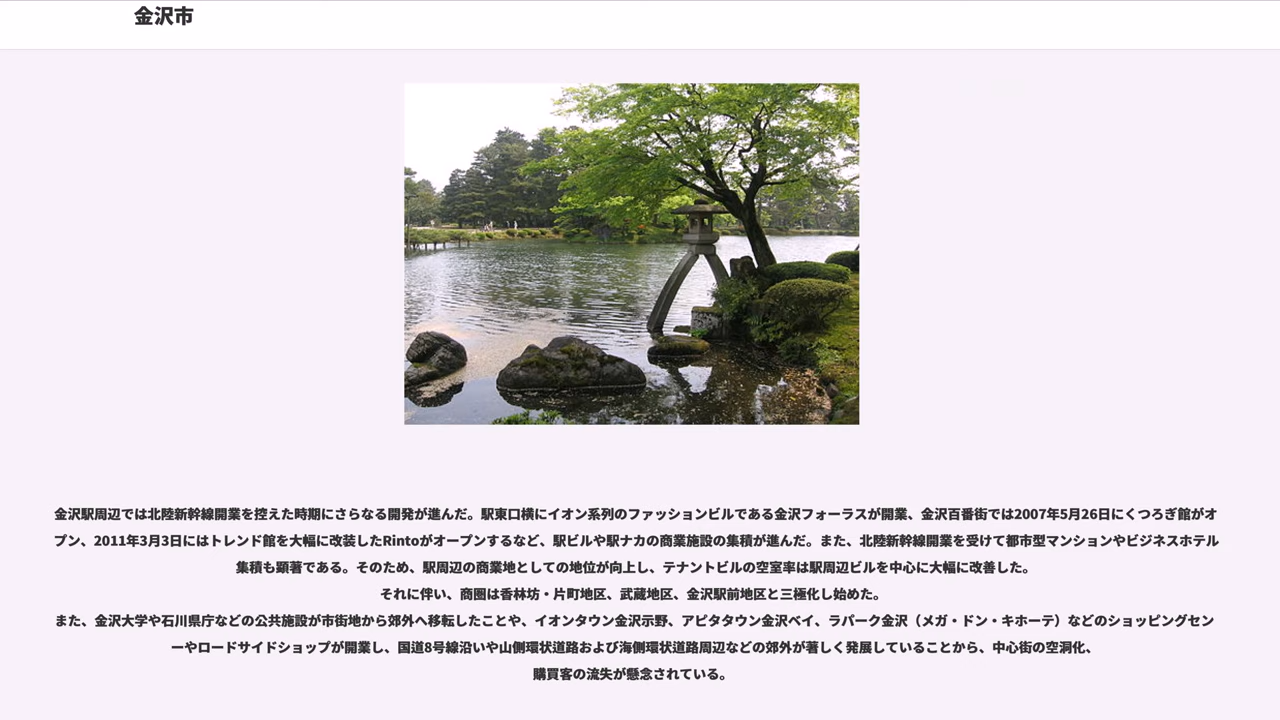 金沢市
金沢駅周辺では北陸新幹線開業を控えた時期にさらなる開発が進んだ。駅東口横にイオン系列のファッションビルである金沢フォーラスが開業、金沢百番街では2007年5月26日にくつろぎ館がオ
プン、2011年3月3日にはトレンド館を大幅に改装したRintoがオープンするなど、駅ビルや駅ナカの商業施設の集積が進んだ。また、北陸新幹線開業を受けて都市型マンションやビジネスホテル
集積も顕著である。そのため、駅周辺の商業地としての地位が向上し、テナントビルの空室率は駅周辺ビルを中心に大幅に改善した。
それに伴い、商圏は香林坊・片町地区、武蔵地区、金沢駅前地区と三極化し始めた。
また、金沢大学や石川県庁などの公共施設が市街地から郊外へ移転したことや、イオンタウン金沢示野、アピタタウン金沢ベイ、ラパーク金沢（メガ・ドン・キホーテ）などのショッピングセン
ーやロードサイドショップが開業し、国道8号線沿いや山側環状道路および海側環状道路周辺などの郊外が著しく発展していることから、中心街の空洞化、
購買客の流失が懸念されている。